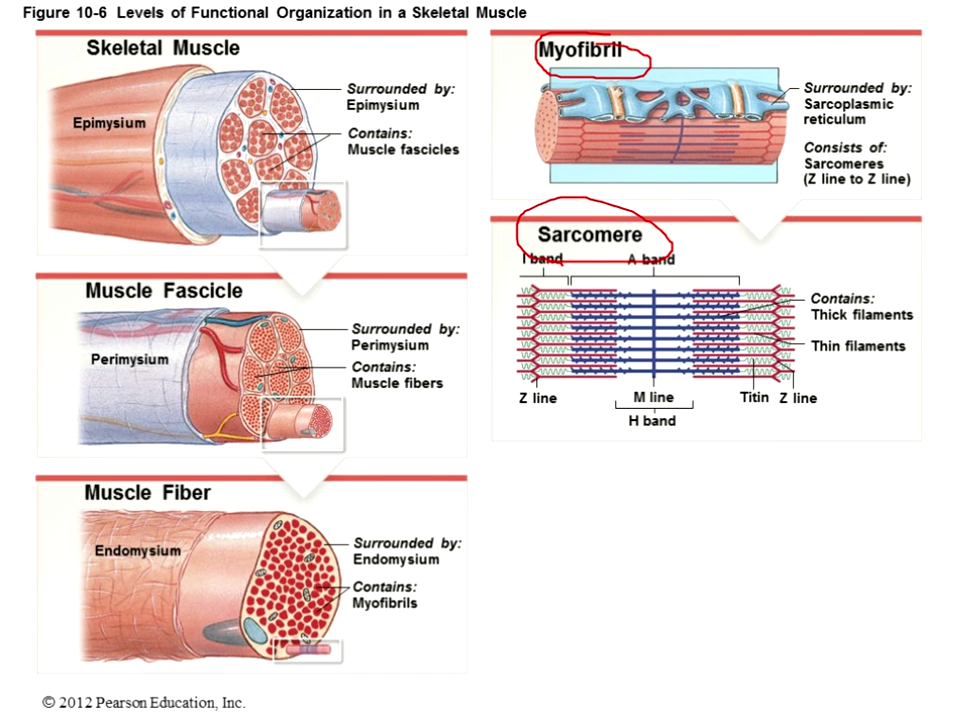 Figure 10-6 Levels of Functional Organization in a Skeletal Muscle
Skeletal Muscle
Epimysium
Surrounded by:
Epimysium
Contains:
Muscle fascicles
Muscle Fascicle
Perimysium
Surrounded by:
Perimysium
Contains:
Muscle fibers
Muscle Fiber
Endomysium
Surrounded by:
Endomysium
Contains:
Myofibrils
Myofibril
Surrounded by:
Sarcoplasmic
reticulum
Consists of:
Sarcomeres
(Z line to Z line)
Sarcomere
I band
A band
Contains:
Thick filaments
Thin filaments
Z line
M line
Titin
Z line
H band
© 2012 Pearson Education, Inc.